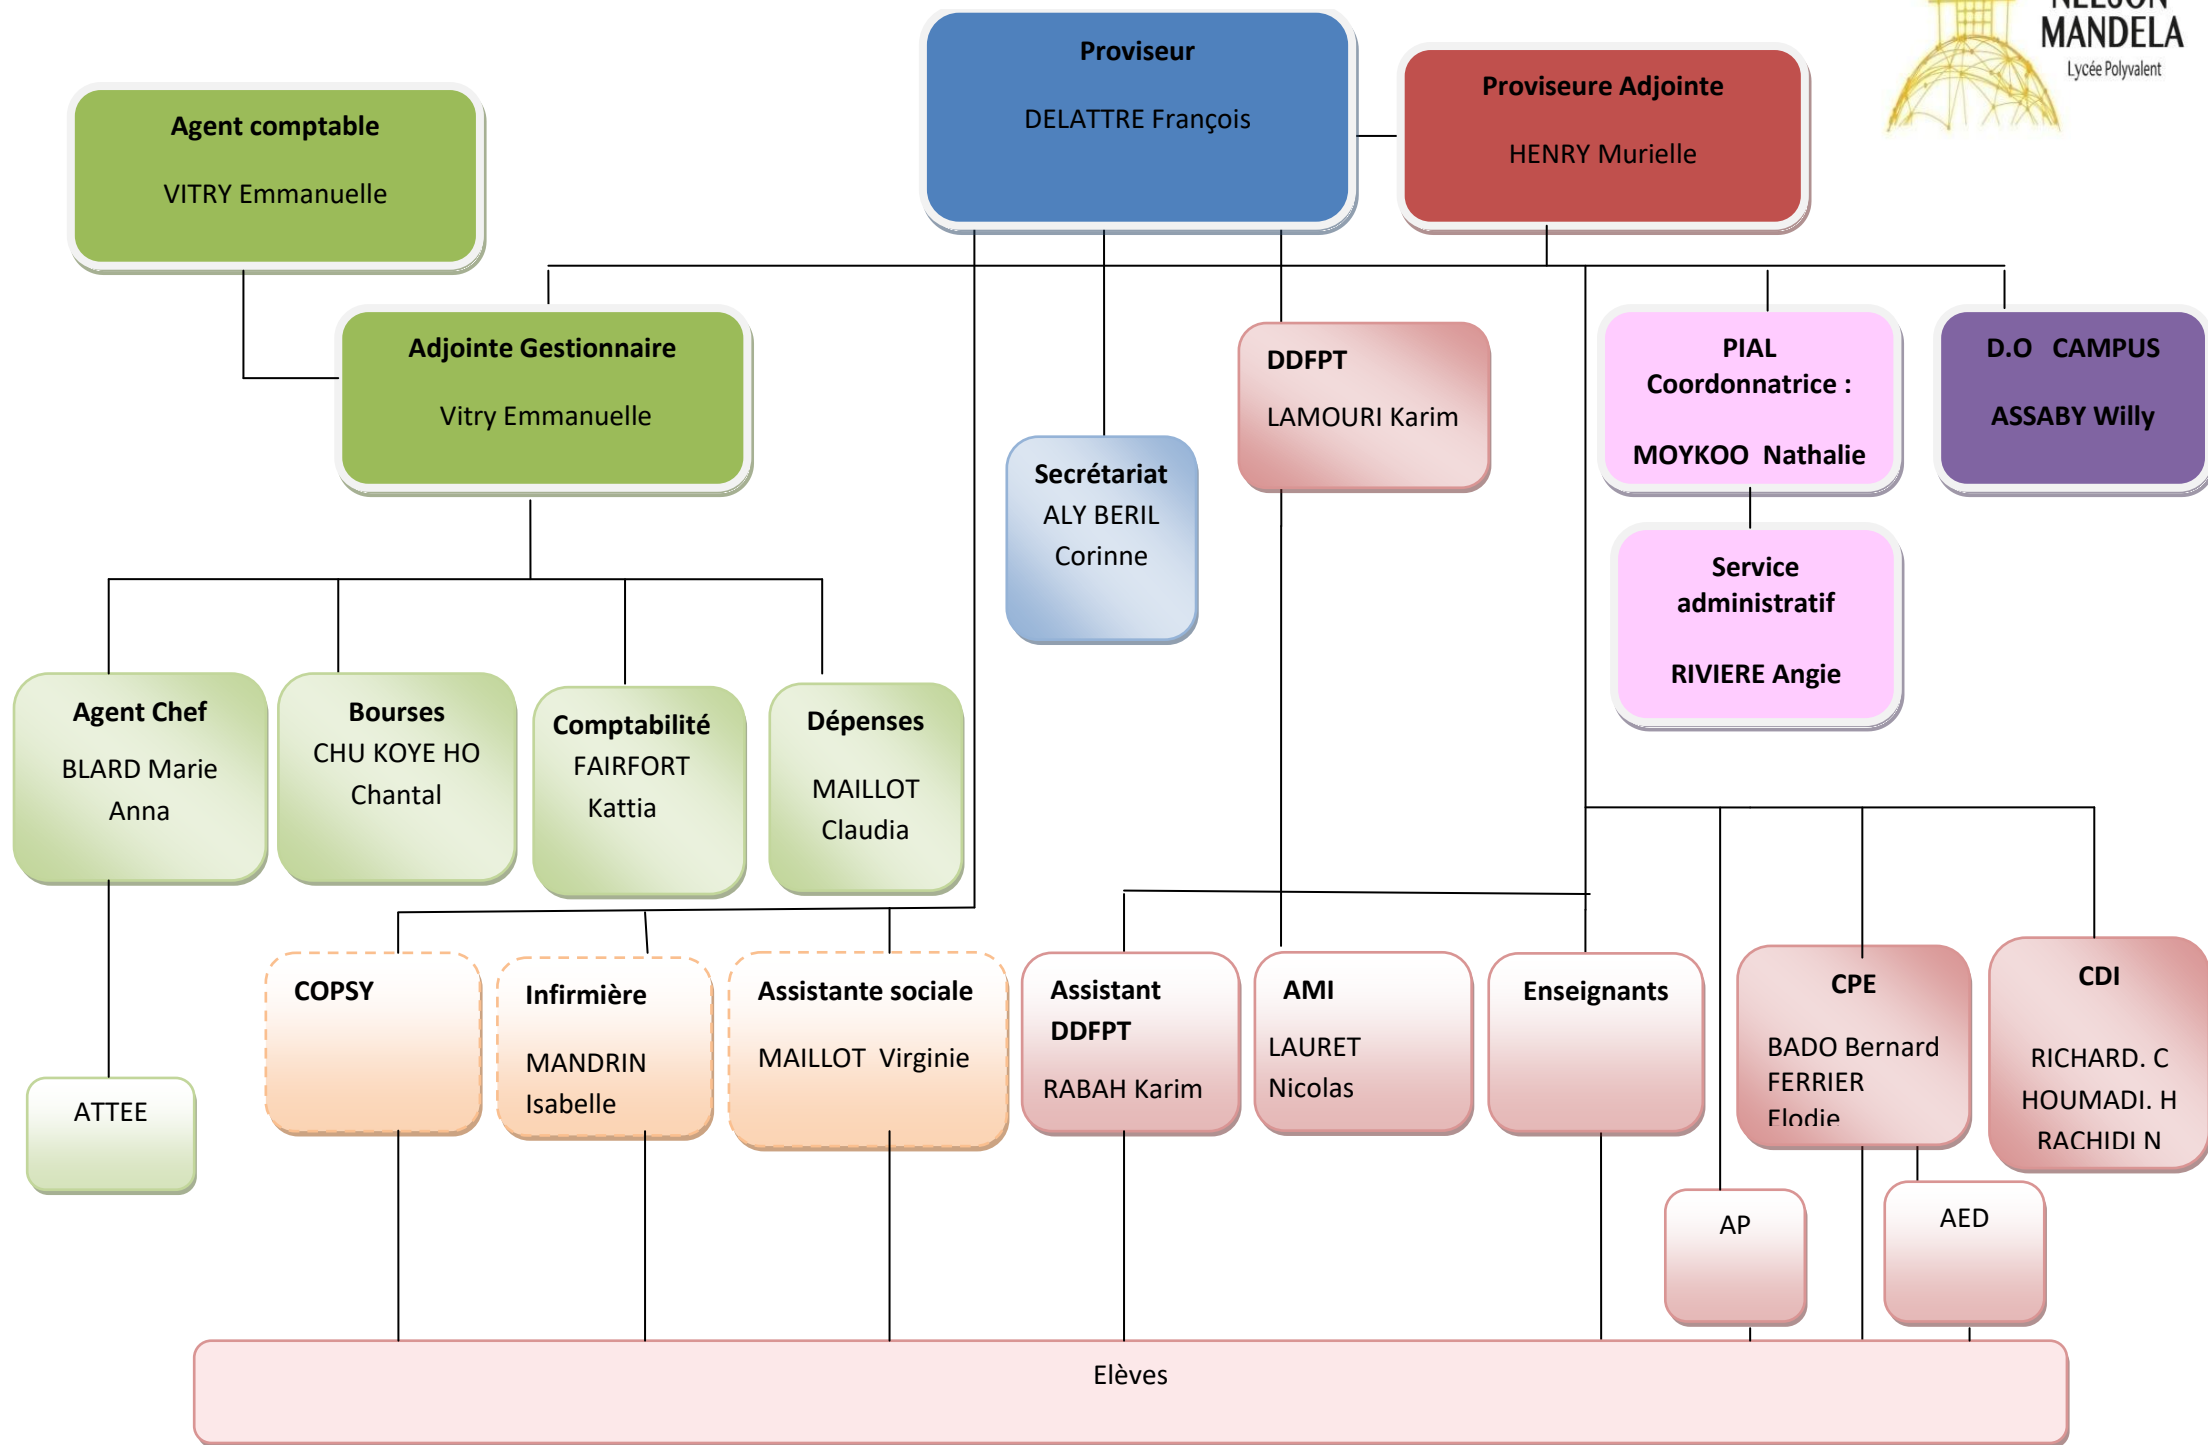 NELSON
MANDELA
Lycée Polyvalent
Proviseur
DELATTRE François
Proviseure Adjointe
HENRY Murielle
Agent comptable
VITRY Emmanuelle
Adjointe Gestionnaire
Vitry Emmanuelle
DDFPT
LAMOURI Karim
PIAL
Coordonnatrice :
MOYKOO Nathalie
D.O CAMPUS
ASSABY Willy
Secrétariat
ALY BERIL
Corinne
Service
administratif
RIVIERE Angie
Agent Chef
BLARD Marie
Anna
Bourses
CHU KOYE HO
Chantal
Comptabilité
FAIRFORT
Kattia
Dépenses
MAILLOT
Claudia
COPSY
Infirmière
MANDRIN
Isabelle
Assistante sociale
MAILLOT Virginie
Assistant
DDFPT
RABAH Karim
AMI
LAURET
Nicolas
Enseignants
CPE
BADO Bernard
FERRIER
Elodie
CDI
RICHARD. C
HOUMADI. H
RACHIDI N
ATTEE
AP
AED
Elèves